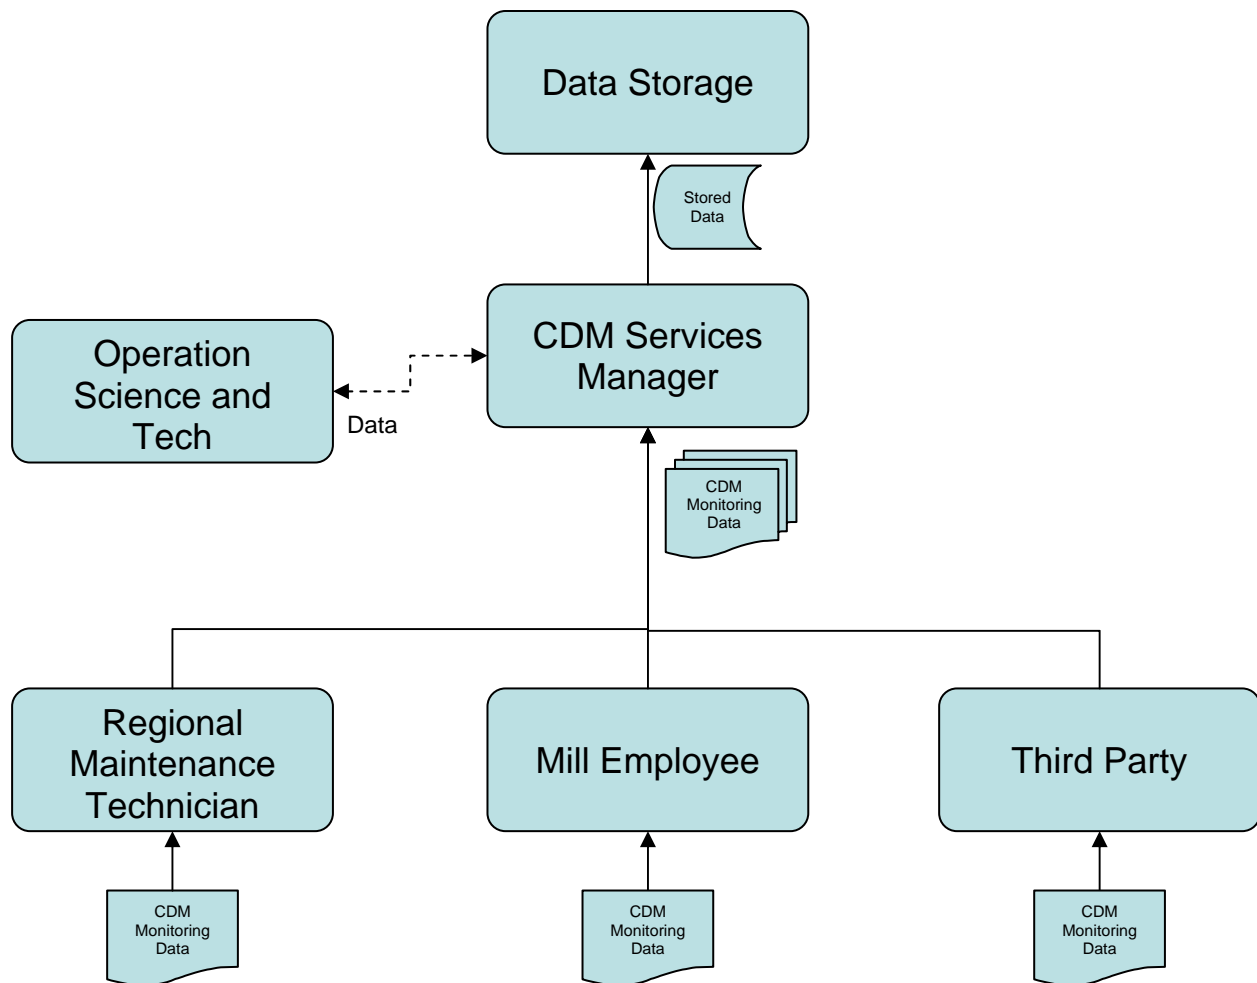 Data Storage
Stored
Data
CDM Services
Manager
Operation
Science and
Tech
Data
CDM
Monitoring
Data
Regional
Maintenance
Technician
Mill Employee
Third Party
CDM
Monitoring
Data
CDM
Monitoring
Data
CDM
Monitoring
Data